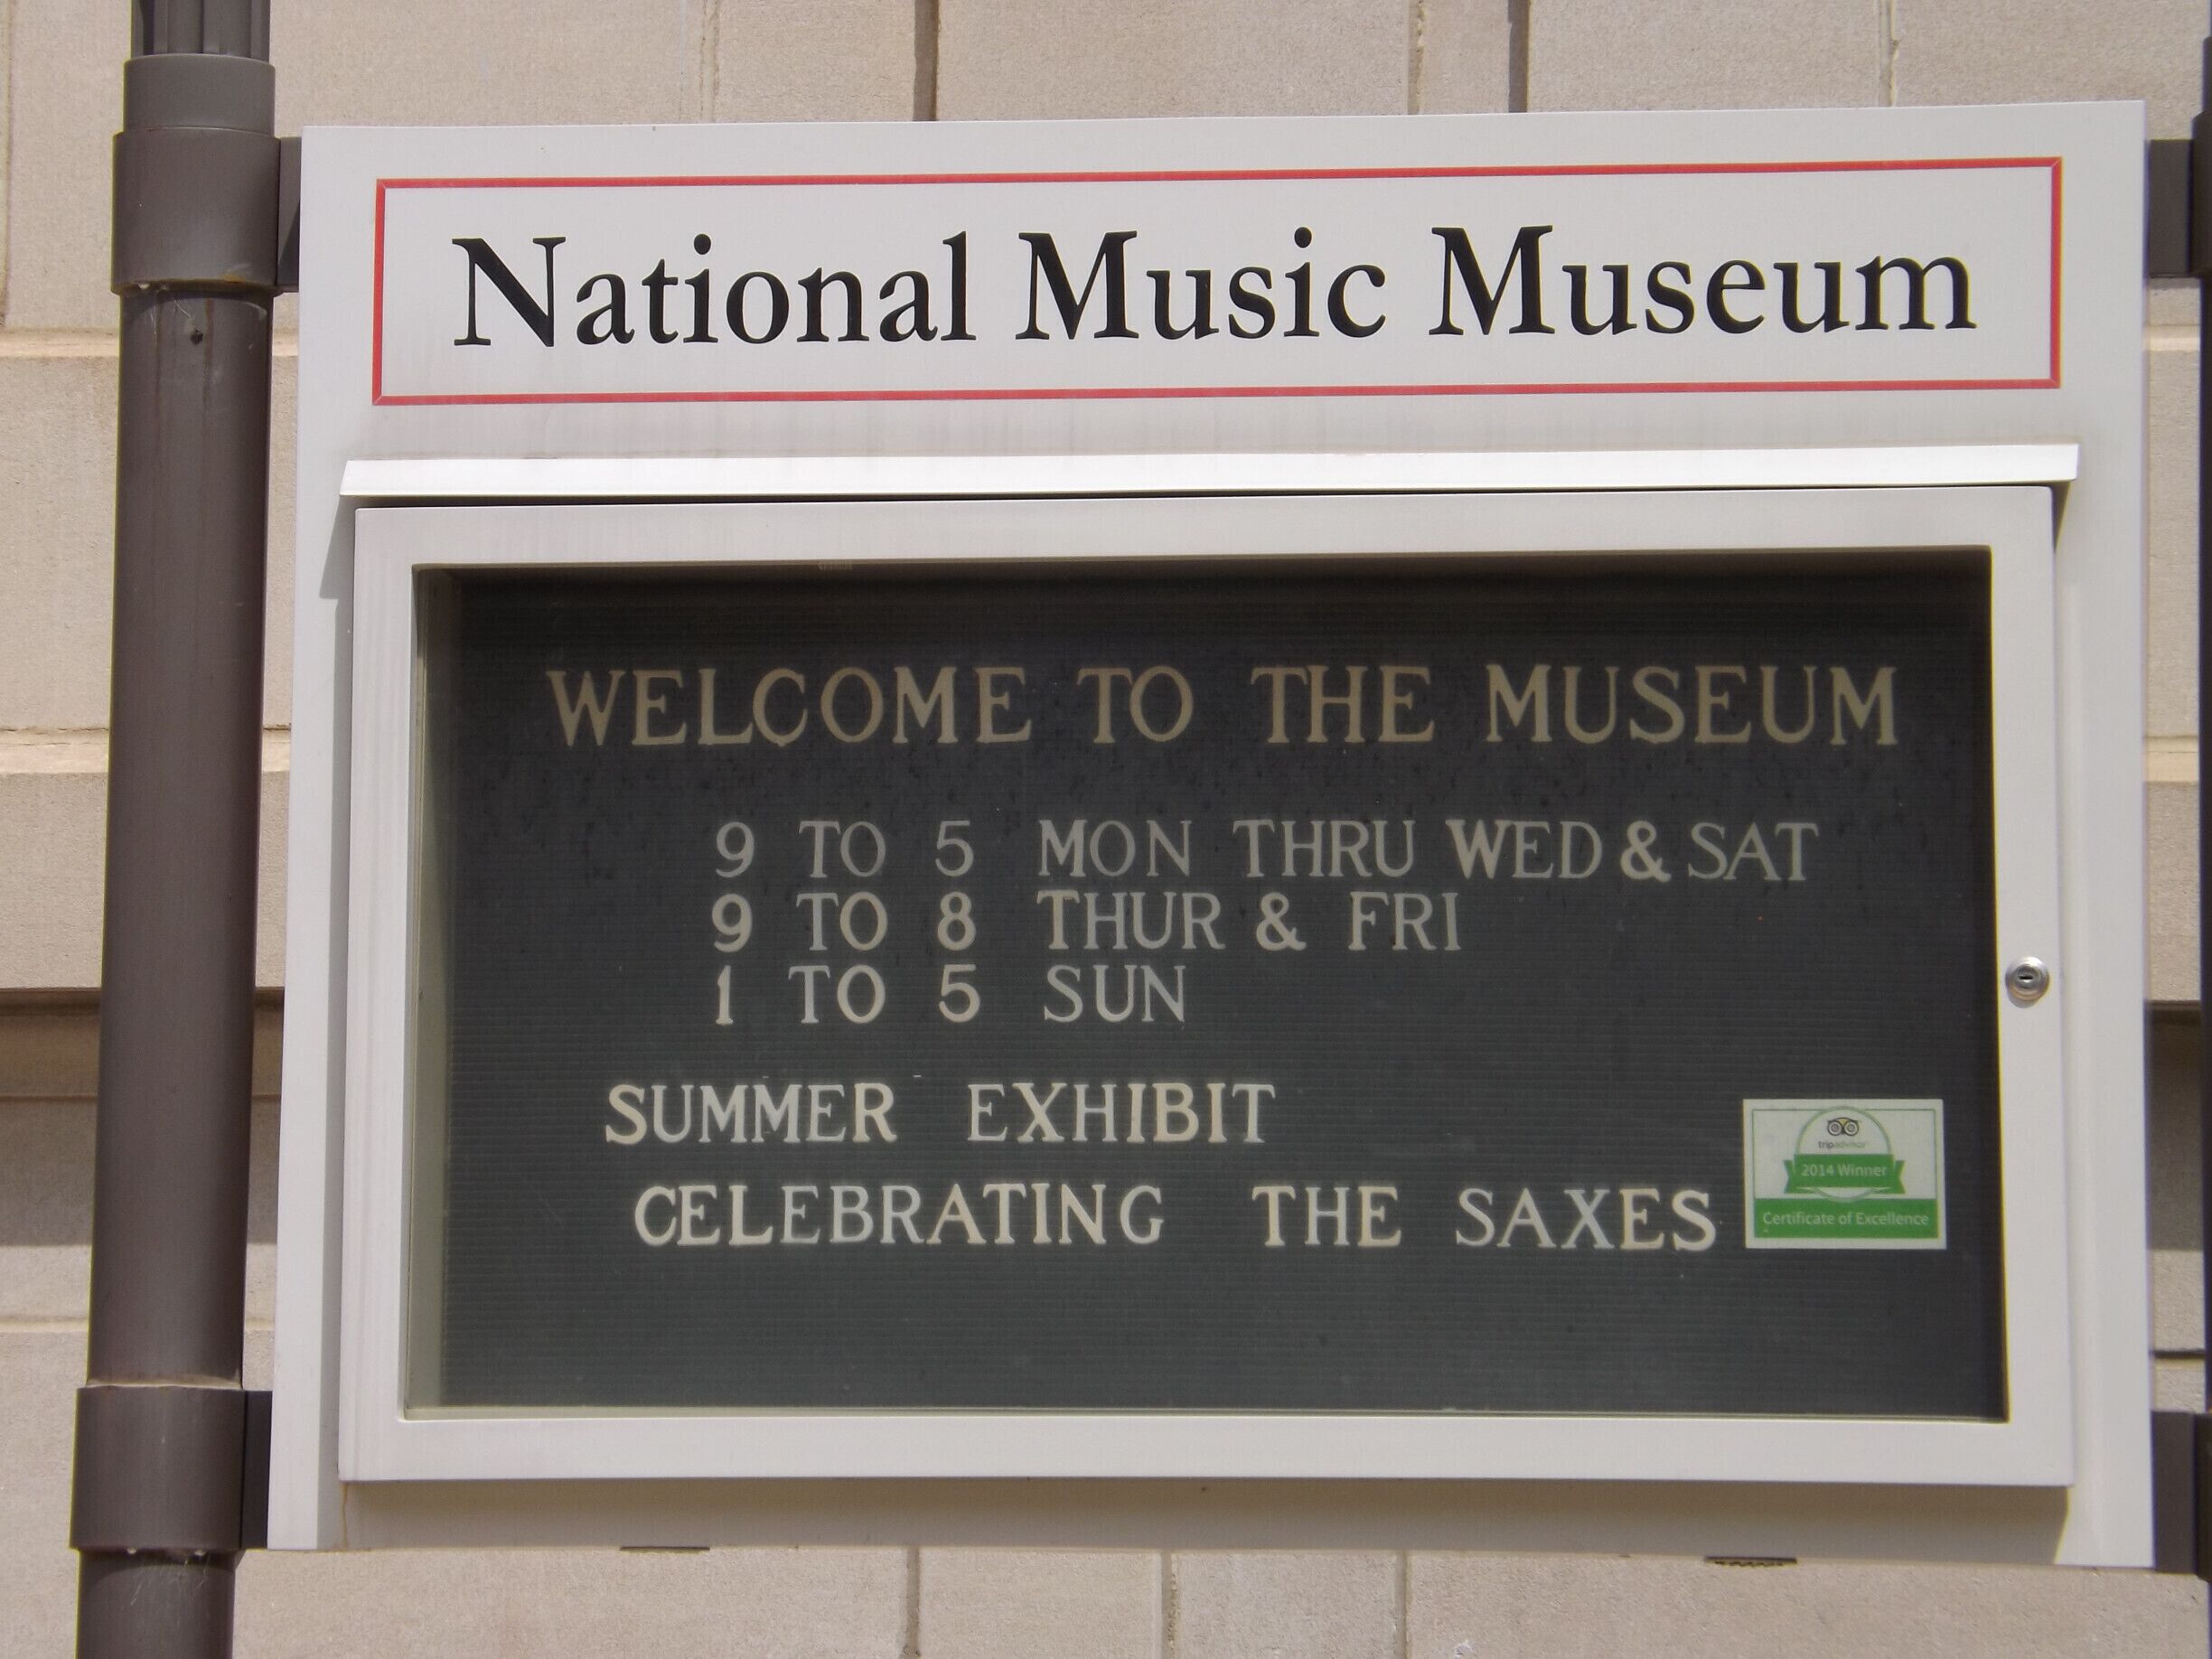 National Music Museum
WELCOME TO THE MUSEUM
9 TO 5 MON THRU WED & SAT
9 TO 8 THUR & FRI
1 TO 5 SUN
SUMMER EXHIBIT
CELEBRATING THE SAXES
tripadvisor
2014 Winner
Certificate of Excellence